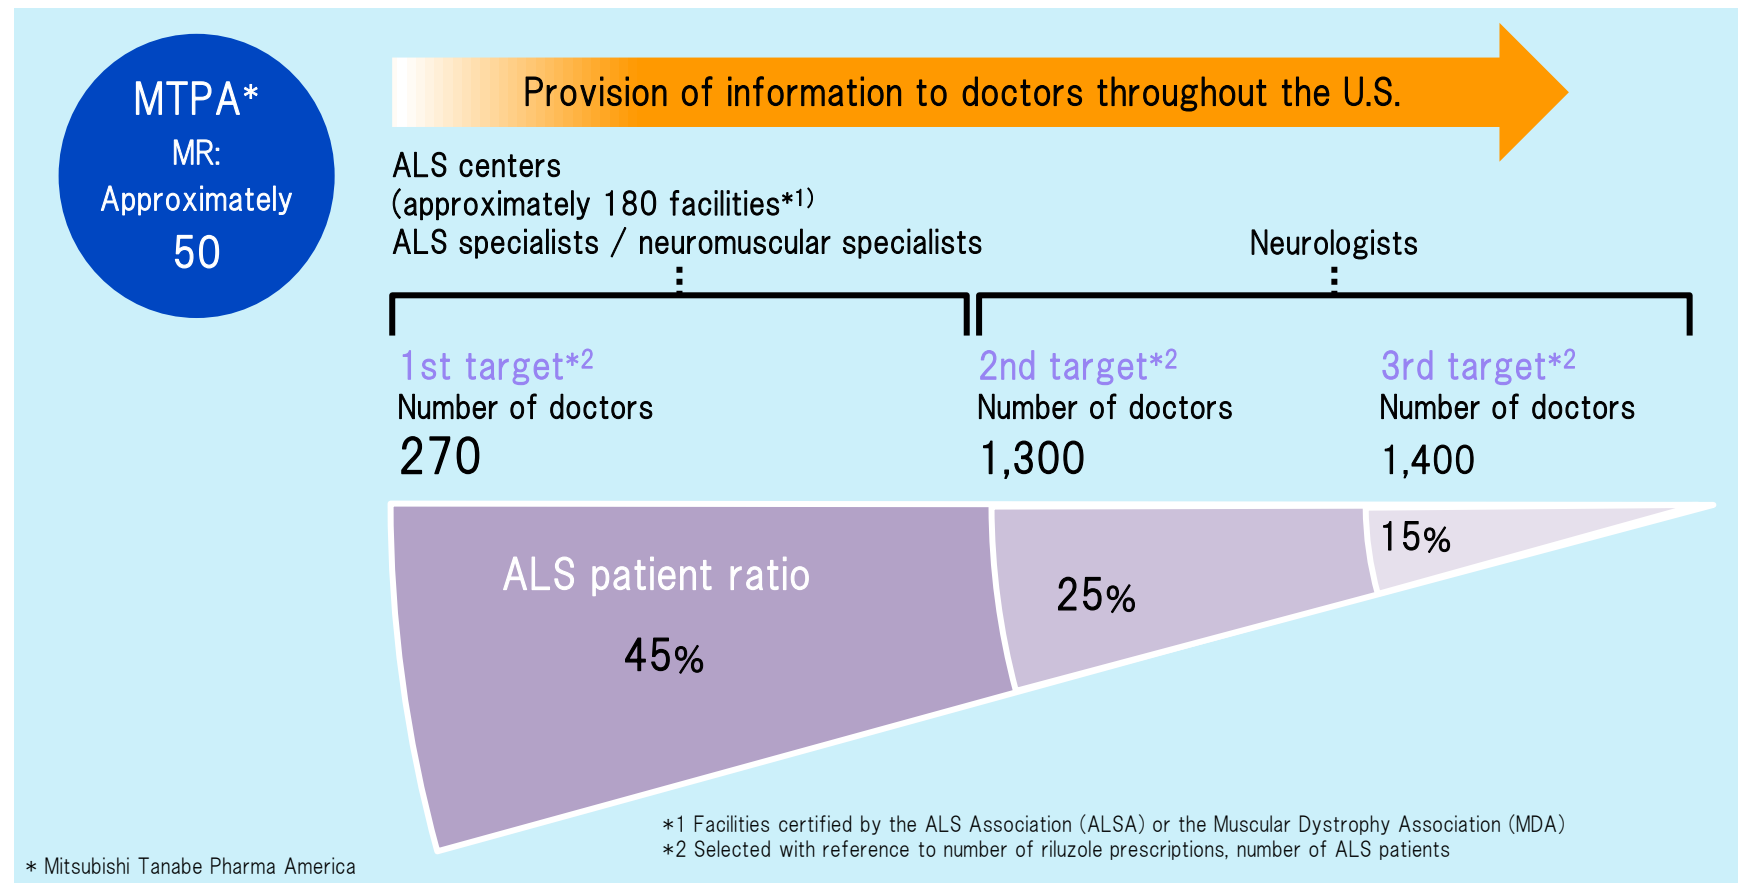 MTPA*
MR:
Approximately
50
Provision of information to doctors throughout the U.S.
ALS centers
(approximately 180 facilities*1)
ALS specialists / neuromuscular specialists
Neurologists
1st target*2
Number of doctors
270
2nd target*2
Number of doctors
1,300
3rd target*2
Number of doctors
1,400
ALS patient ratio
45%
25%
15%
*1 Facilities certified by the ALS Association (ALSA) or the Muscular Dystrophy Association (MDA)
*2 Selected with reference to number of riluzole prescriptions, number of ALS patients
* Mitsubishi Tanabe Pharma America